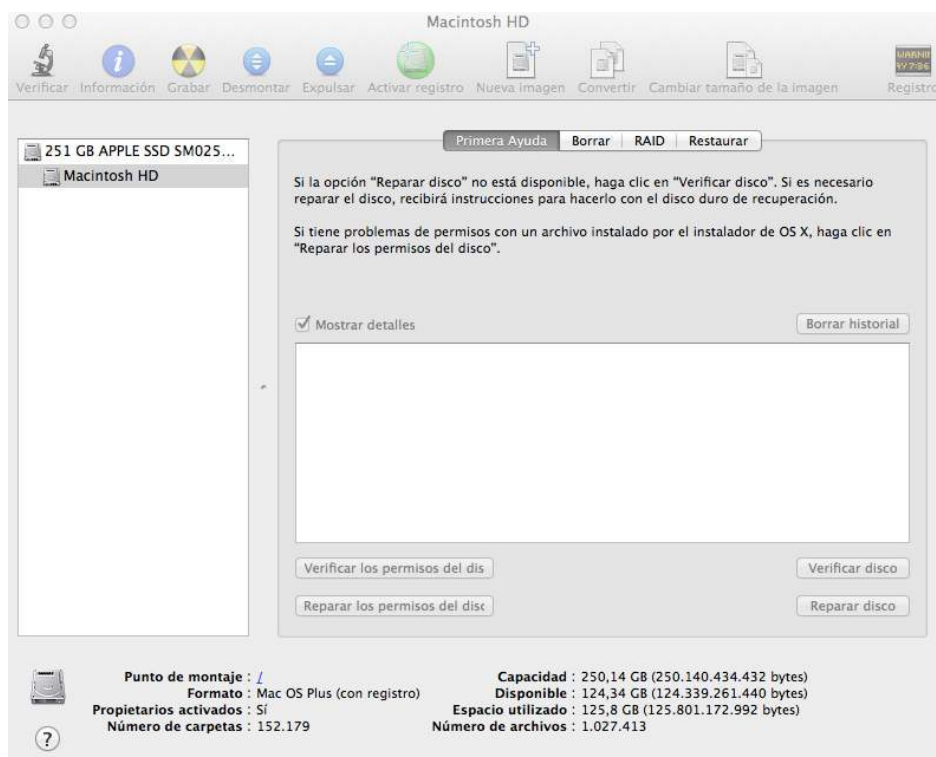 Macintosh HD
Verificar Información Grabar Desmontar Expulsar Activar registro Nueva imagen Convertir Cambiar tamaño de la imagen Registro
251 GB APPLE SSD SM025...
Macintosh HD
Primera Ayuda Borrar RAID Restaurar
Si la opción “Reparar disco” no está disponible, haga clic en “Verificar disco”. Si es necesario
reparar el disco, recibirá instrucciones para hacerlo con el disco duro de recuperación.
Si tiene problemas de permisos con un archivo instalado por el instalador de OS X, haga clic en
“Reparar los permisos del disco”.
Mostrar detalles Borrar historial
Verificar los permisos del dis Verificar disco
Reparar los permisos del disc Reparar disco
Punto de montaje : / Capacidad : 250,14 GB (250.140.434.432 bytes)
Formato : Mac OS Plus (con registro) Disponible : 124,34 GB (124.339.261.440 bytes)
Propietarios activados : Sí Espacio utilizado : 125,8 GB (125.801.172.992 bytes)
Número de carpetas : 152.179 Número de archivos : 1.027.413
?